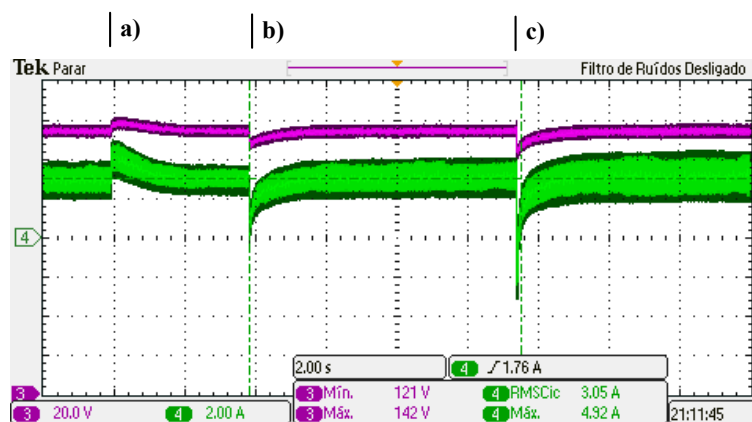 a)
b)
c)
Tek Parar
Filtro de Ruídos Desligado
4
3
2.00 s
4 1.76 A
3 Mín. 121 V
4 RMSCic 3.05 A
3 20.0 V
4 2.00 A
3 Máx. 142 V
4 Máx. 4.92 A
21:11:45